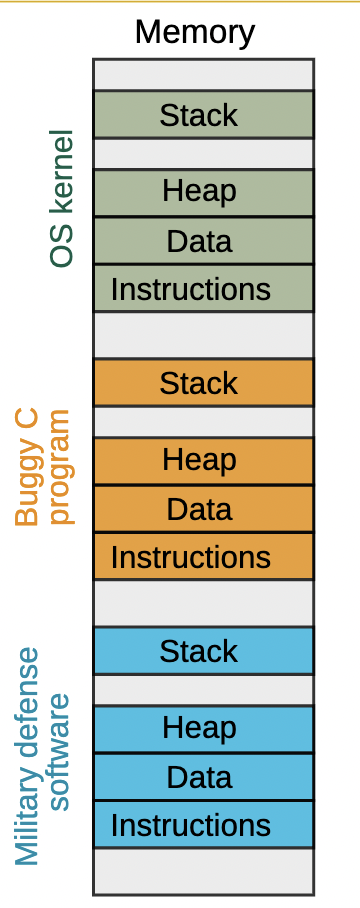 Memory
OS kernel
Stack
Heap
Data
Instructions
Buggy C
program
Stack
Heap
Data
Instructions
Military defense
software
Stack
Heap
Data
Instructions